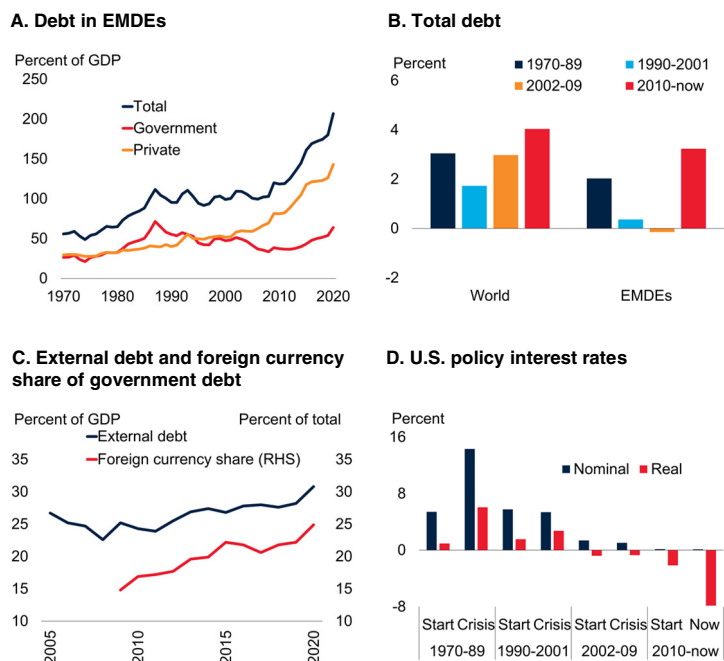 A. Debt in EMDEs
Percent of GDP
250
200
150
100
50
0
Total
Government
Private
1970 1980 1990 2000 2010 2020
B. Total debt
Percent
1970-89 1990-2001
2002-09 2010-now
6
4
2
0
-2
World EMDEs
C. External debt and foreign currency
share of government debt
Percent of GDP Percent of total
External debt
Foreign currency share (RHS)
35 35
30 30
25 25
20 20
15 15
10 10
2005 2010 2015 2020
D. U.S. policy interest rates
Percent
16
8
0
-8
Nominal Real
Start Crisis Start Crisis Start Crisis Start Now
1970-89 1990-2001 2002-09 2010-now